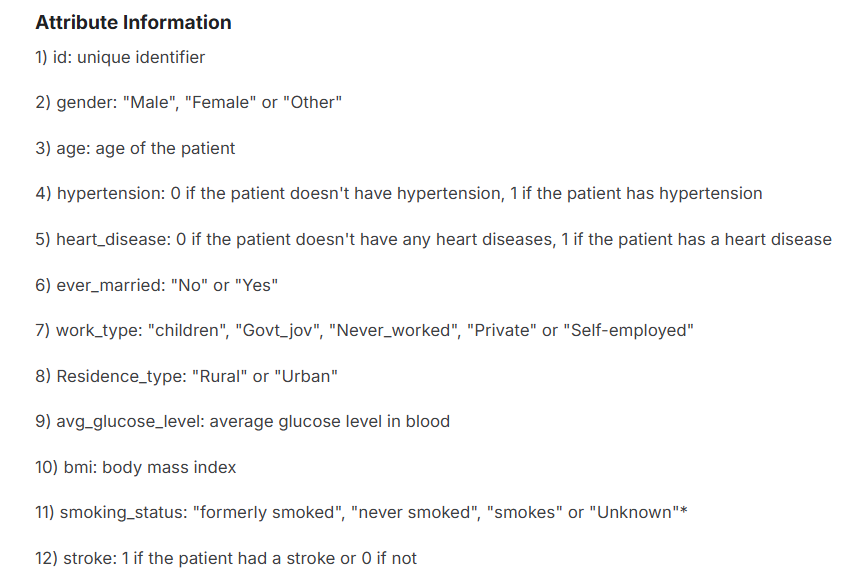 Attribute Information
1) id: unique identifier
2) gender: "Male", "Female" or "Other"
3) age: age of the patient
4) hypertension: 0 if the patient doesn't have hypertension, 1 if the patient has hypertension
5) heart_disease: 0 if the patient doesn't have any heart diseases, 1 if the patient has a heart disease
6) ever_married: "No" or "Yes"
7) work_type: "children", "Govt_jov", "Never_worked", "Private" or "Self-employed"
8) Residence_type: "Rural" or "Urban"
9) avg_glucose_level: average glucose level in blood
10) bmi: body mass index
11) smoking_status: "formerly smoked", "never smoked", "smokes" or "Unknown"*
12) stroke: 1 if the patient had a stroke or 0 if not